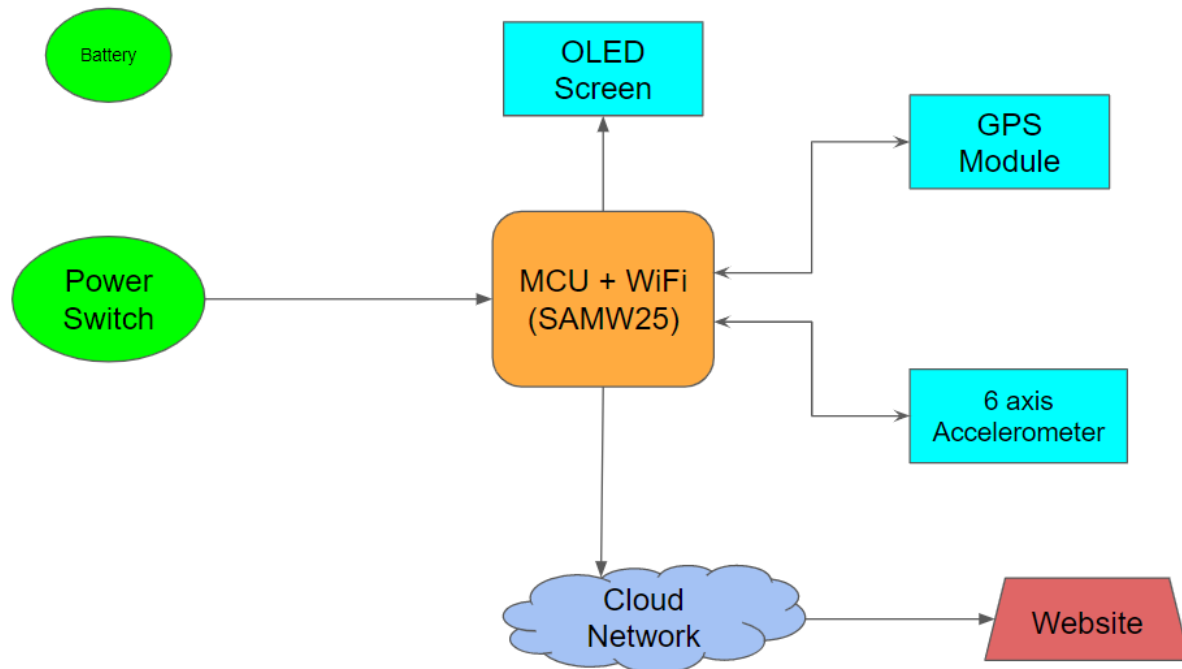 Battery
OLED
Screen
GPS
Module
Power
Switch
MCU + WiFi
(SAMW25)
6 axis
Accelerometer
Cloud
Network
Website